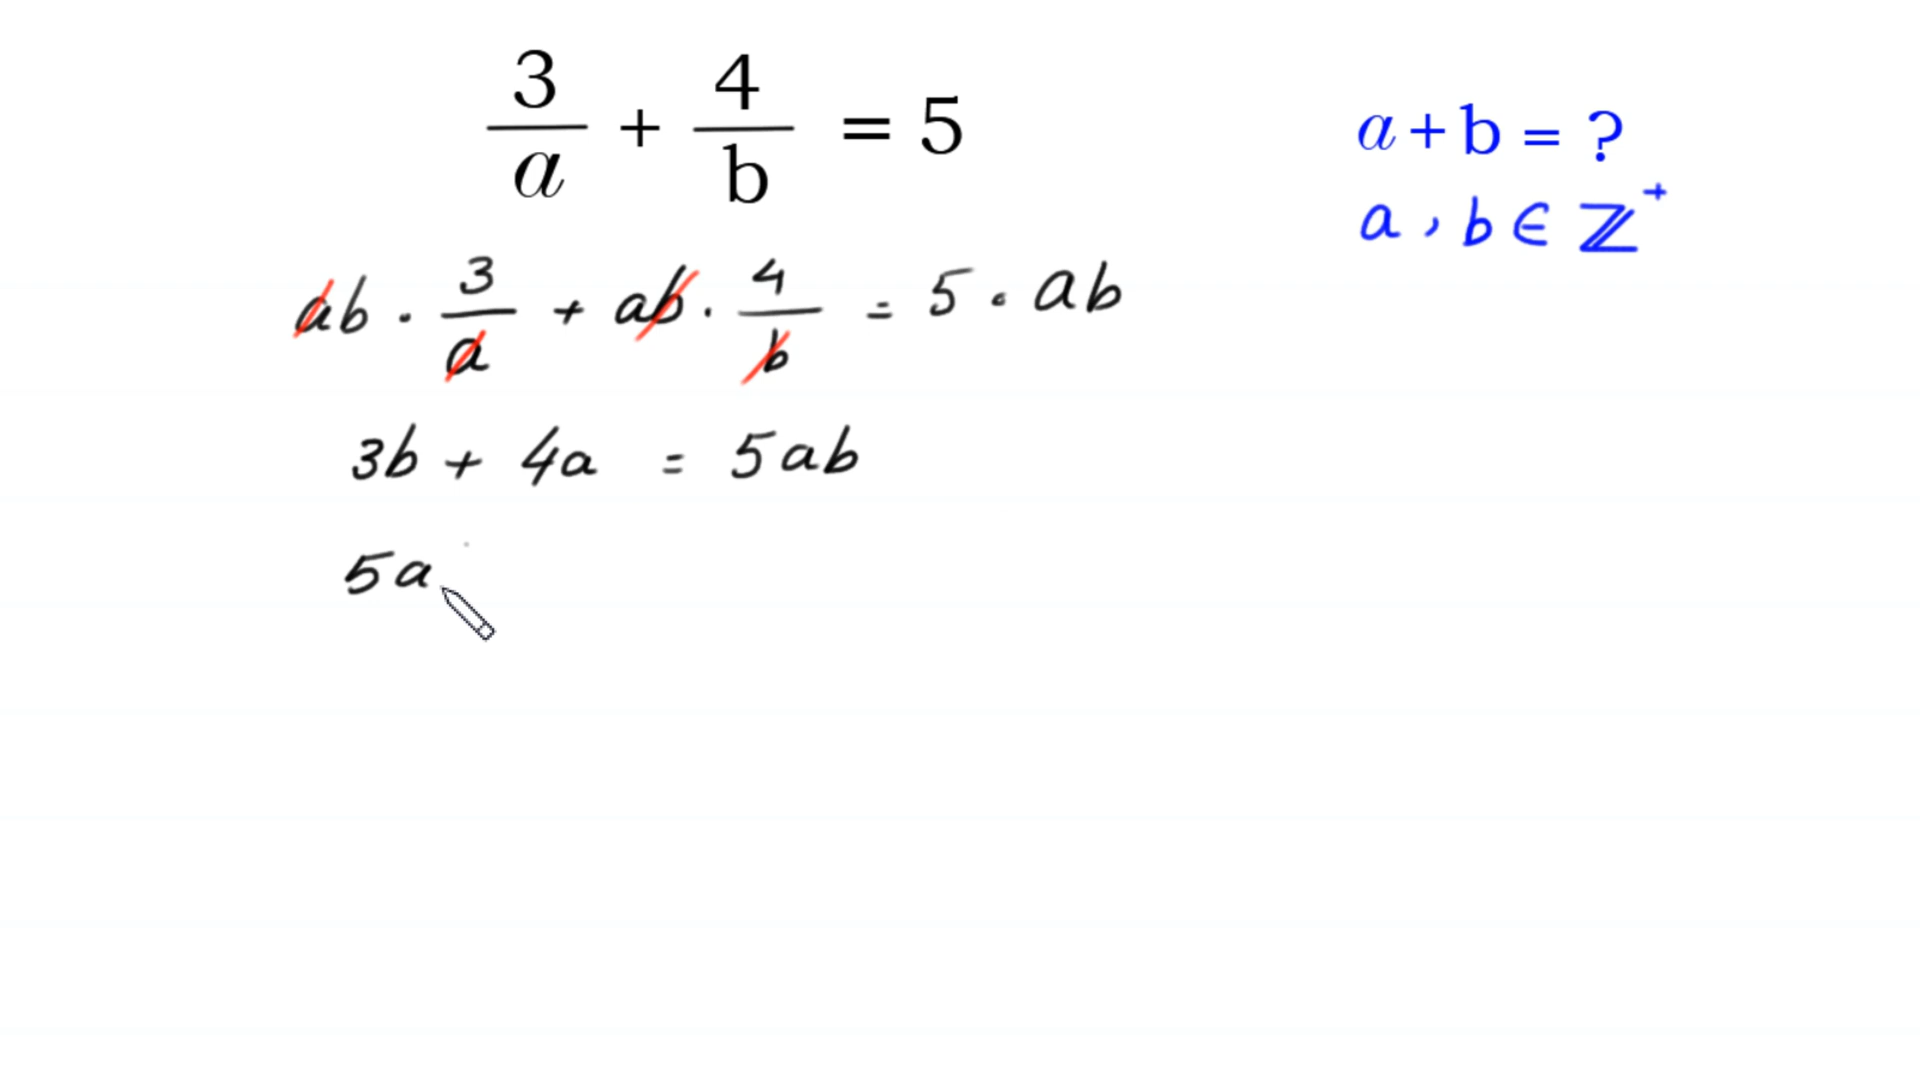 3/a + 4/b = 5
a + b = ?
a, b ∈ ℤ⁺
ab · 3/a + ab · 4/b = 5 · ab
3b + 4a = 5ab
5a